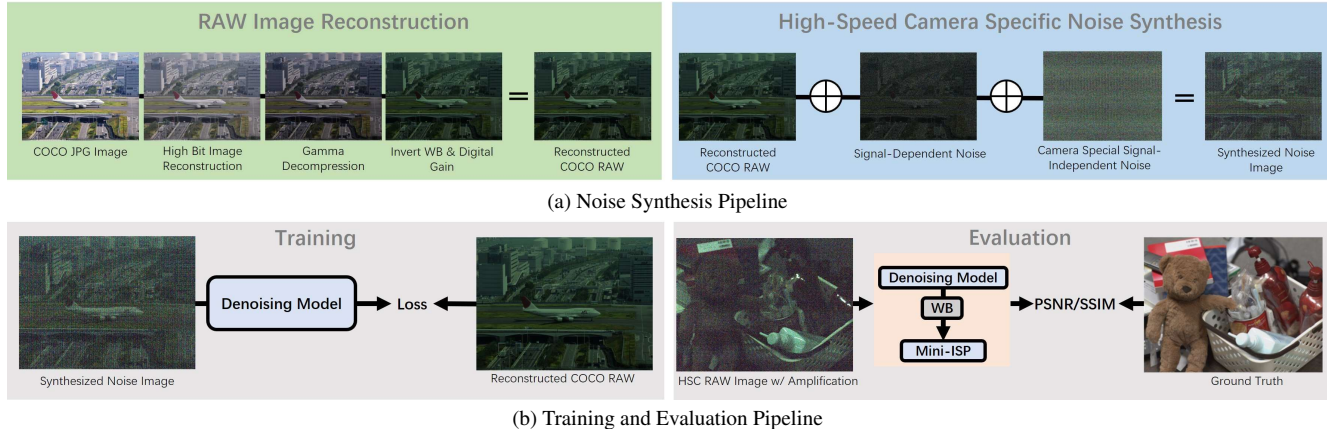 RAW Image Reconstruction
COCO JPG Image
High Bit Image
Reconstruction
Gamma
Decompression
Invert WB & Digital
Gain
=
Reconstructed
COCO RAW
High-Speed Camera Specific Noise Synthesis
Reconstructed
COCO RAW
Signal-Dependent Noise
Camera Special Signal-
Independent Noise
=
Synthesized Noise
Image
(a) Noise Synthesis Pipeline
Training
Synthesized Noise Image
Denoising Model
Loss
Reconstructed COCO RAW
Evaluation
HSC RAW Image w/ Amplification
Denoising Model
WB
Mini-ISP
PSNR/SSIM
Ground Truth
(b) Training and Evaluation Pipeline